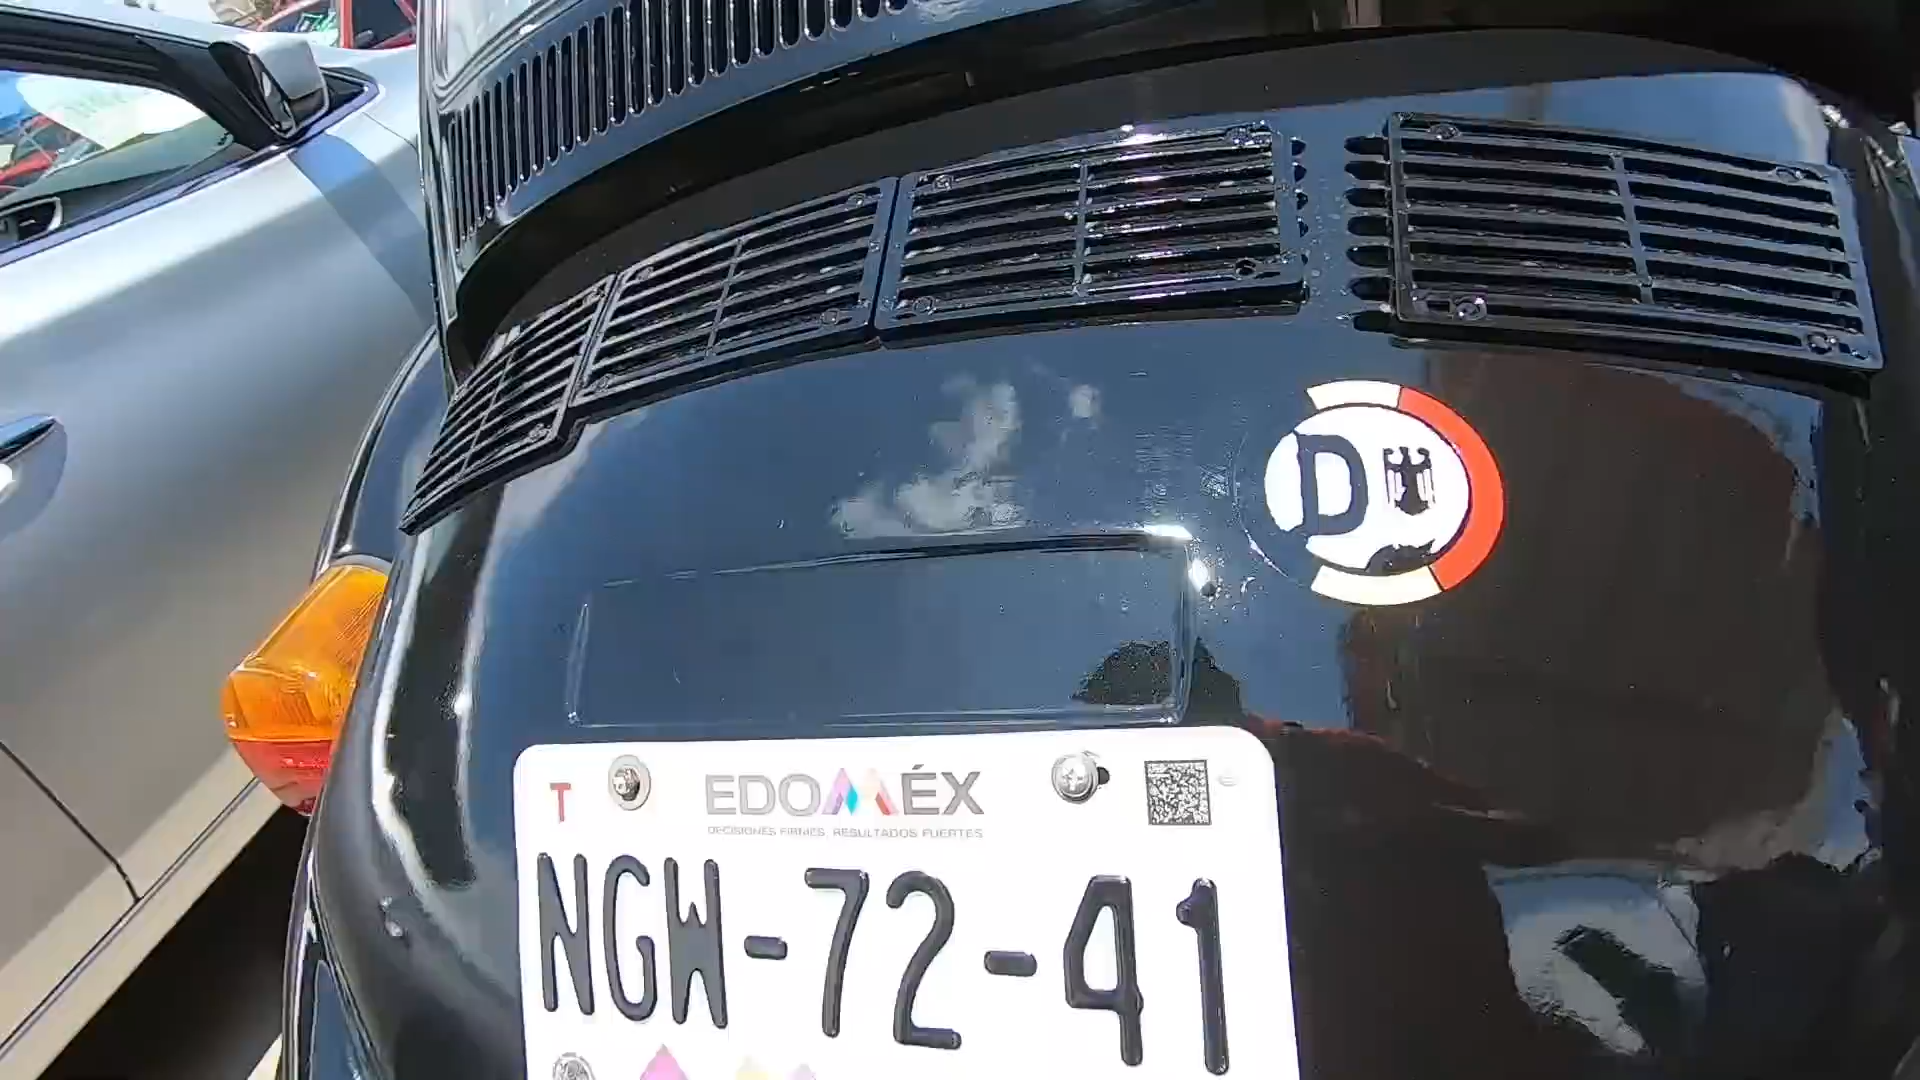 D
T
EDOMÉX
DECISIONES FIRMES, RESULTADOS FUERTES
NGW-72-41